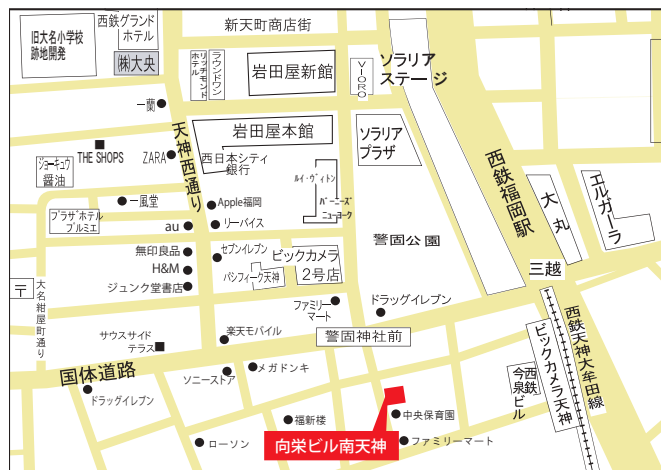 旧大名小学校
跡地開発
西鉄グランド
ホテル
㈱大央
新天町商店街
リッチモンド
ホテル
ラウンドワン
岩田屋新館
VIORO
ソラリア
ステージ
一蘭
天神西通り
岩田屋本館
ソラリア
プラザ
THE SHOPS
ZARA
西日本シティ
銀行
ジョーキュウ
醤油
ルイ・ヴィトン
バーニーズ
ニューヨーク
西鉄福岡駅
大丸
エルガーラ
一風堂
Apple福岡
プラザホテル
プルミエ
au
リーバイス
警固公園
無印良品
セブンイレブン
ビックカメラ
2号店
H&M
パシフィーク天神
三越
ジュンク堂書店
〒
大名紺屋町通り
ファミリー
マート
ドラッグイレブン
サウスサイド
テラス
楽天モバイル
警固神社前
ビックカメラ天神
西鉄天神大牟田線
国体道路
ソニーストア
メガドンキ
西鉄
今泉ビル
ドラッグイレブン
福新楼
中央保育園
ローソン
向栄ビル南天神
ファミリーマート